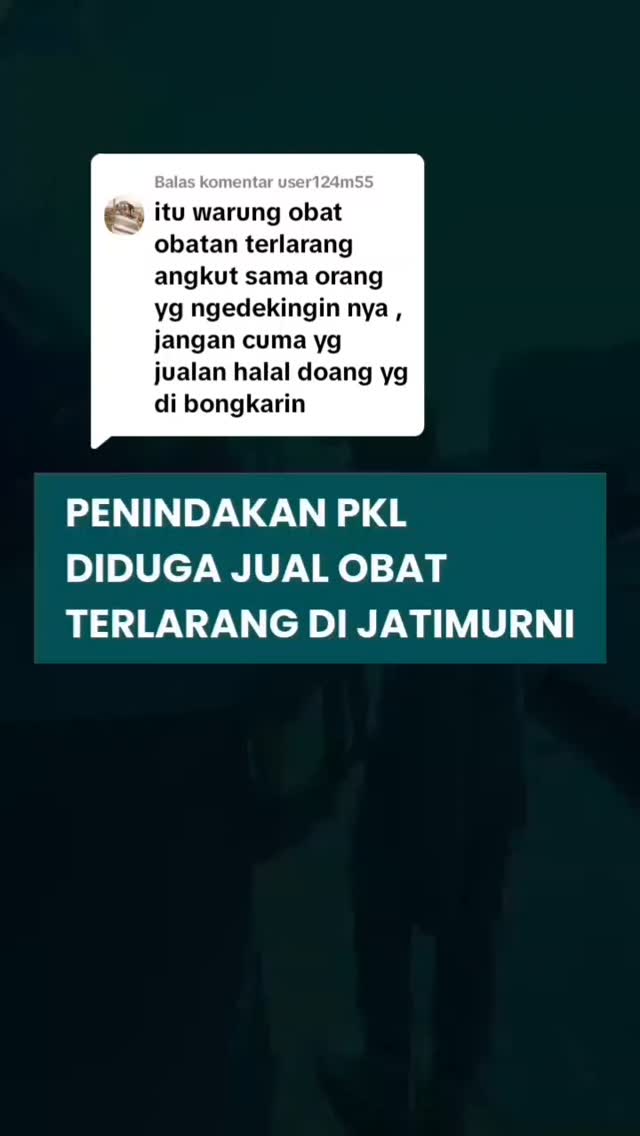 Balas komentar user124m55
itu warung obat
obatan terlarang
angkut sama orang
yg ngedekingin nya ,
jangan cuma yg
jualan halal doang yg
di bongkarin
PENINDAKAN PKL
DIDUGA JUAL OBAT
TERLARANG DI JATIMURNI